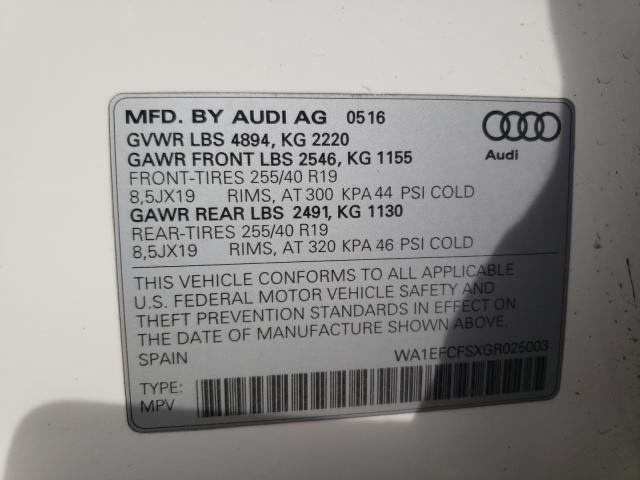 MFD. BY AUDI AG 0516
GVWR LBS 4894, KG 2220
GAWR FRONT LBS 2546, KG 1155
FRONT-TIRES 255/40 R19
8,5JX19 RIMS, AT 300 KPA 44 PSI COLD
GAWR REAR LBS 2491, KG 1130
REAR-TIRES 255/40 R19
8,5JX19 RIMS, AT 320 KPA 46 PSI COLD
Audi
THIS VEHICLE CONFORMS TO ALL APPLICABLE
U.S. FEDERAL MOTOR VEHICLE SAFETY AND
THEFT PREVENTION STANDARDS IN EFFECT ON
THE DATE OF MANUFACTURE SHOWN ABOVE.
SPAIN WA1EFCFSXGR025003
TYPE:
MPV